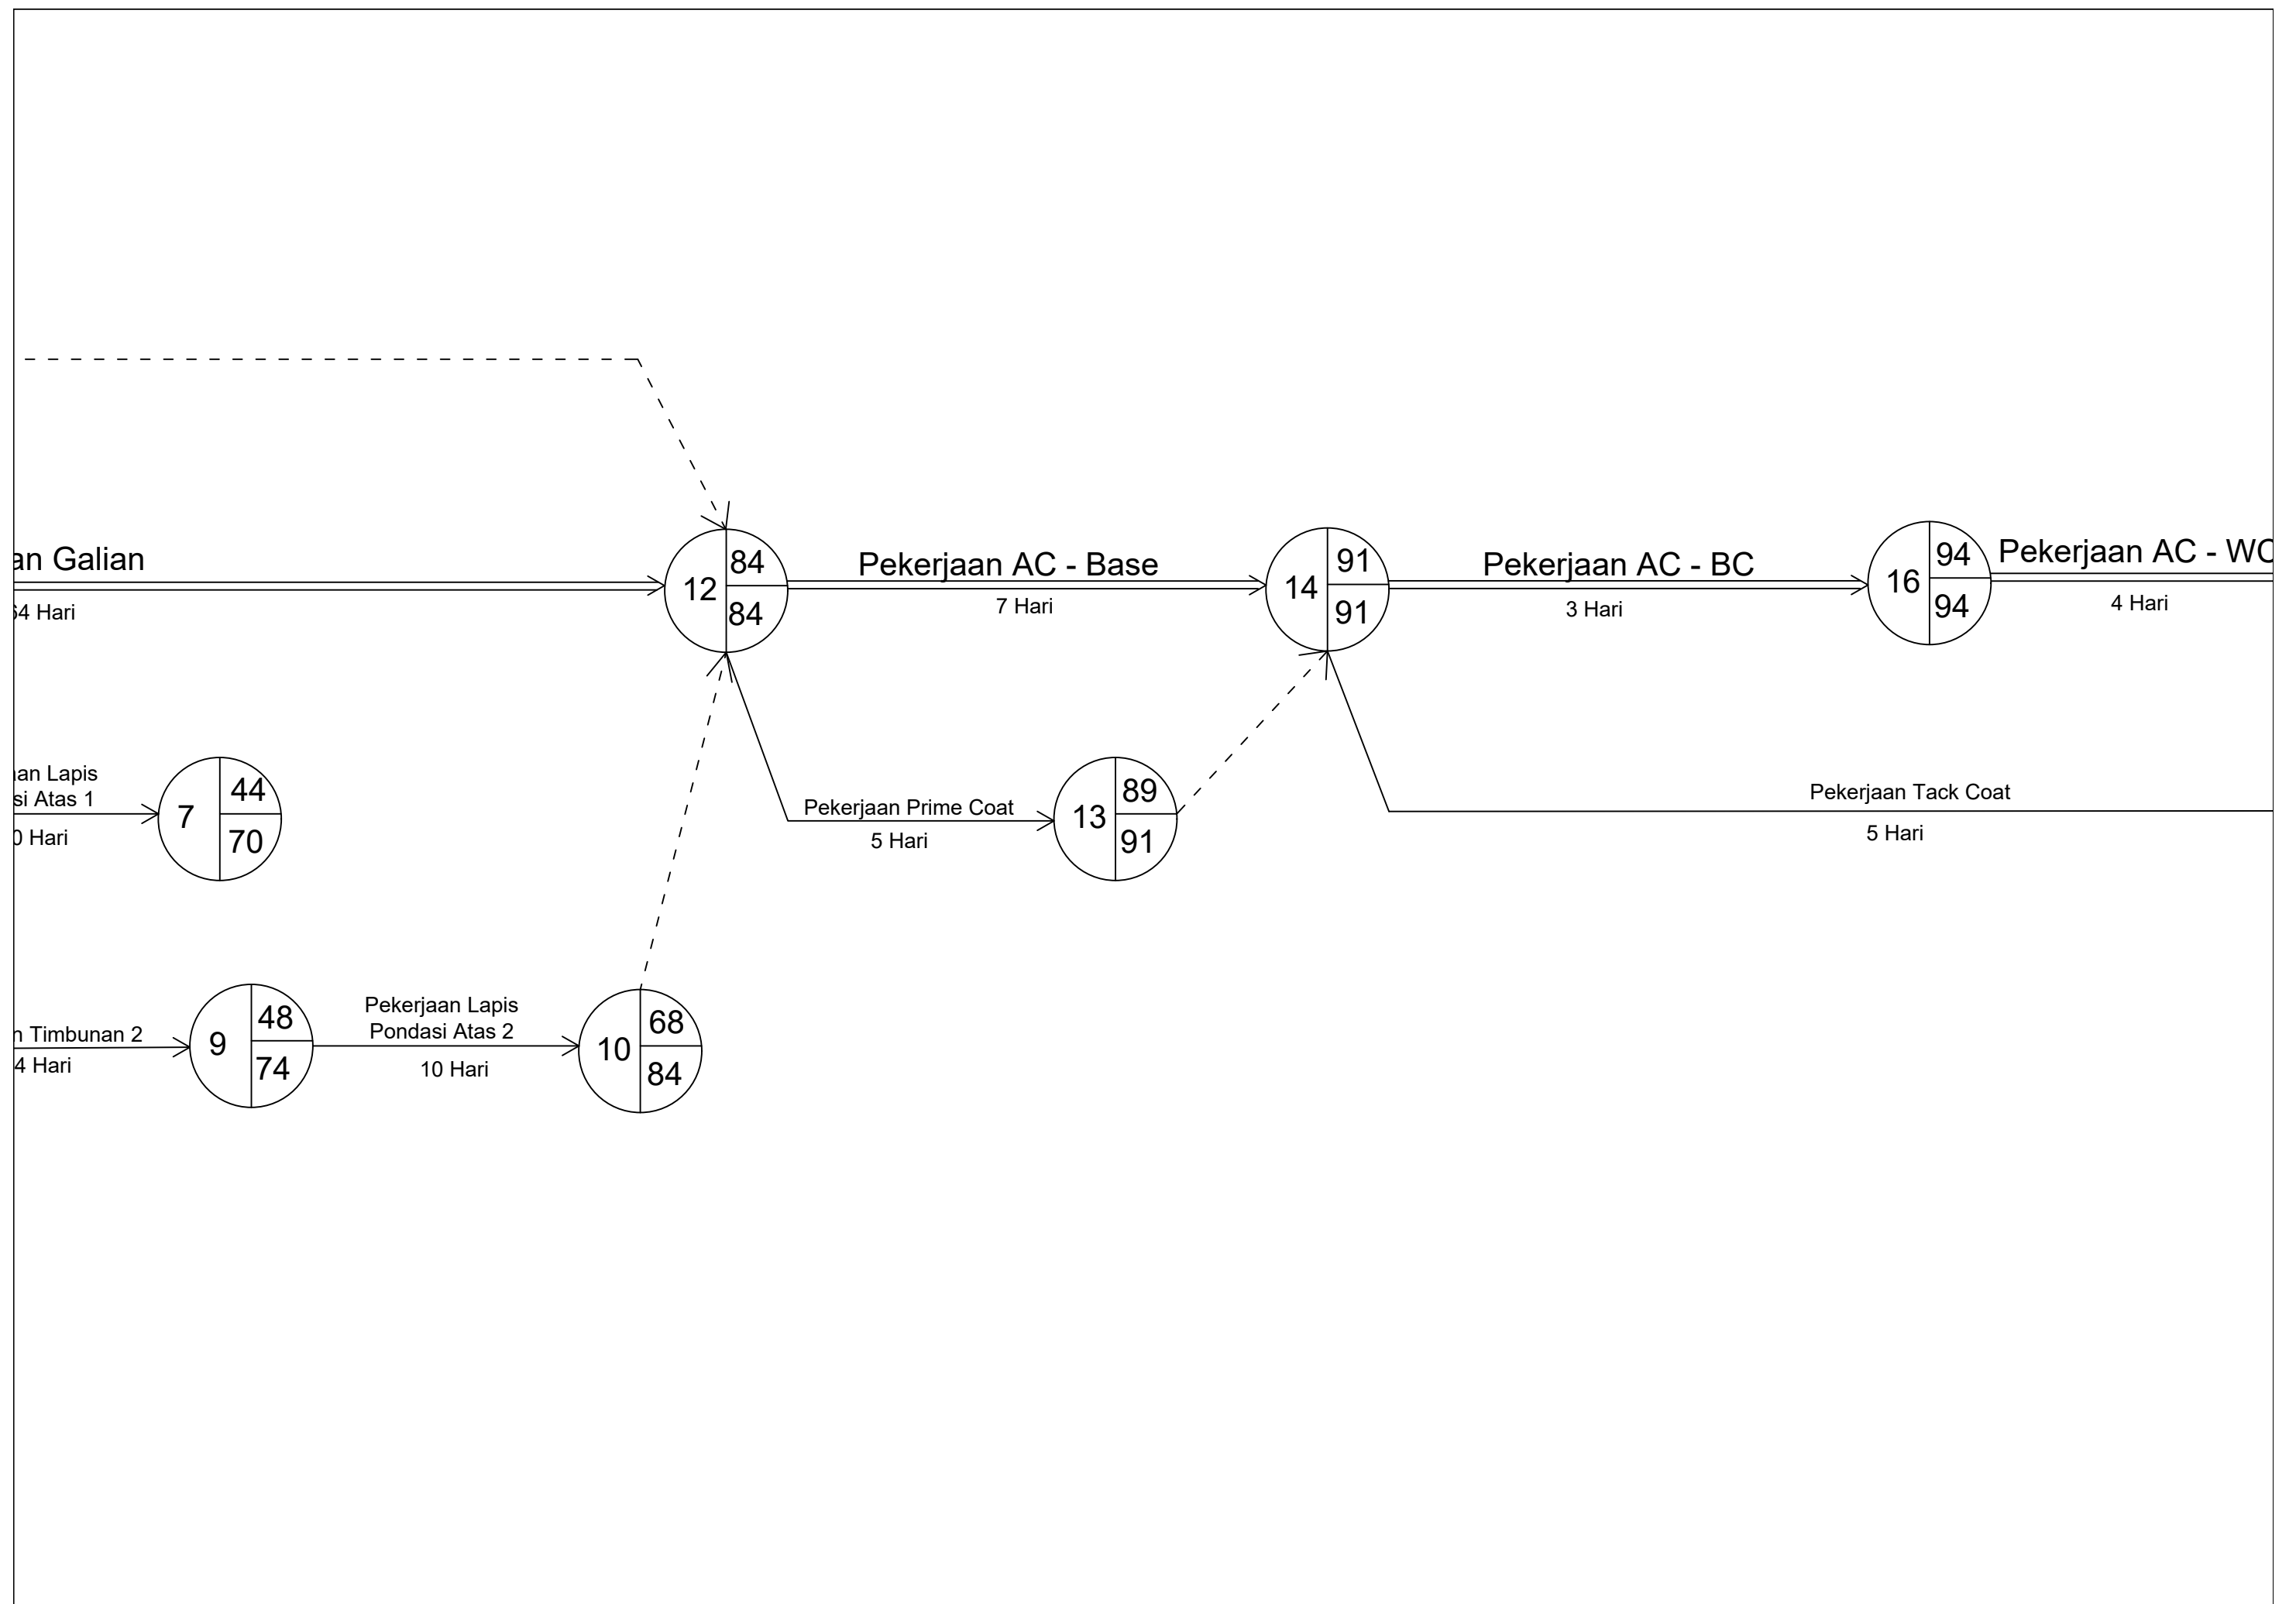 an Galian
64 Hari
12
84
84
Pekerjaan AC - Base
7 Hari
14
91
91
Pekerjaan AC - BC
3 Hari
16
94
94
Pekerjaan AC - WC
4 Hari
an Lapis
si Atas 1
0 Hari
7
44
70
Pekerjaan Prime Coat
5 Hari
13
89
91
Pekerjaan Tack Coat
5 Hari
n Timbunan 2
4 Hari
9
48
74
Pekerjaan Lapis
Pondasi Atas 2
10 Hari
10
68
84